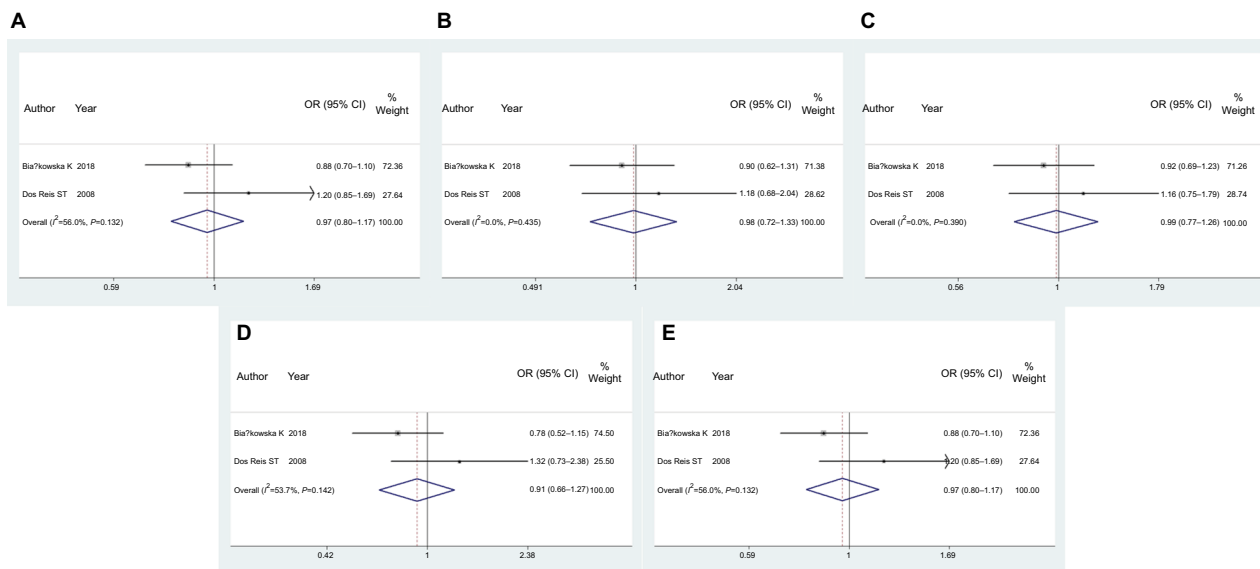 A
Author Year OR (95% CI) % Weight
Bia?kowska K 2018 0.88 (0.70–1.10) 72.36
Dos Reis ST 2008 1.20 (0.85–1.69) 27.64
Overall (I²=56.0%, P=0.132) 0.97 (0.80–1.17) 100.00
0.59 1 1.69
B
Author Year OR (95% CI) % Weight
Bia?kowska K 2018 0.90 (0.62–1.31) 71.38
Dos Reis ST 2008 1.18 (0.68–2.04) 28.62
Overall (I²=0.0%, P=0.435) 0.98 (0.72–1.33) 100.00
0.491 1 2.04
C
Author Year OR (95% CI) % Weight
Bia?kowska K 2018 0.92 (0.69–1.23) 71.26
Dos Reis ST 2008 1.16 (0.75–1.79) 28.74
Overall (I²=0.0%, P=0.390) 0.99 (0.77–1.26) 100.00
0.56 1 1.79
D
Author Year OR (95% CI) % Weight
Bia?kowska K 2018 0.78 (0.52–1.15) 74.50
Dos Reis ST 2008 1.32 (0.73–2.38) 25.50
Overall (I²=53.7%, P=0.142) 0.91 (0.66–1.27) 100.00
0.42 1 2.38
E
Author Year OR (95% CI) % Weight
Bia?kowska K 2018 0.88 (0.70–1.10) 72.36
Dos Reis ST 2008 1.20 (0.85–1.69) 27.64
Overall (I²=56.0%, P=0.132) 0.97 (0.80–1.17) 100.00
0.59 1 1.69